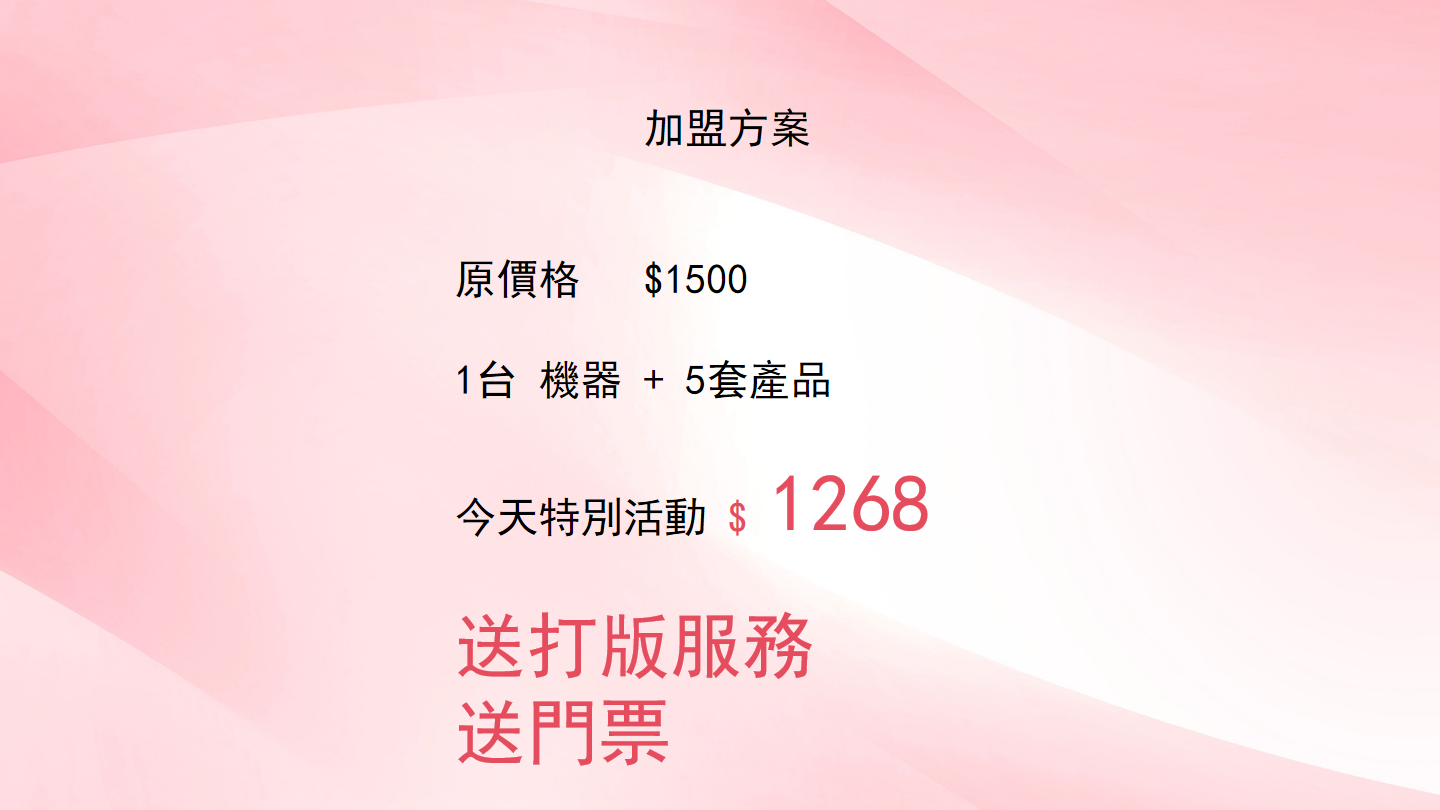 加盟方案
原價格 $1500
1台 機器 + 5套產品
今天特別活動 $ 1268
送打版服務
送門票